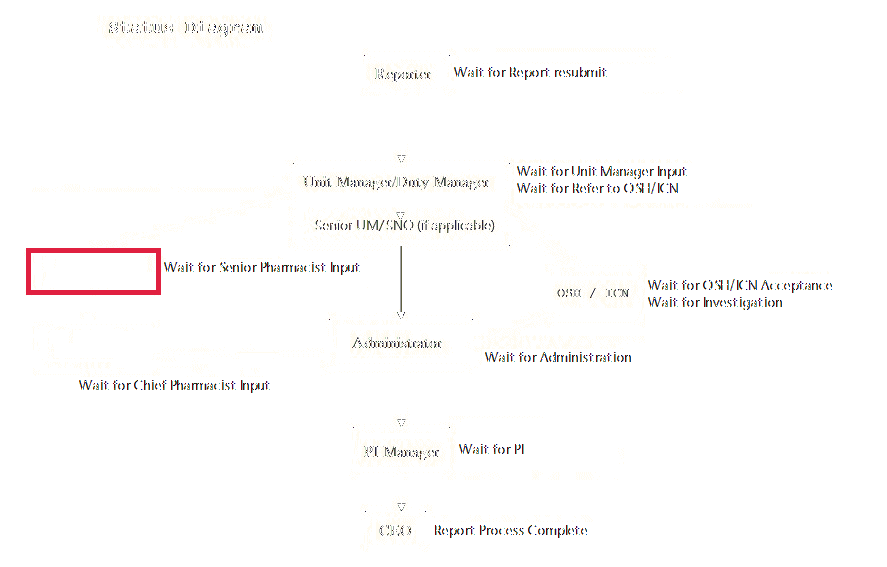 Status Diagram
Reporter
Wait for Report resubmit
Unit Manager/Duty Manager
Wait for Unit Manager Input
Wait for Refer to OSH/ICN
Senior UM/SNO (if applicable)
Wait for Senior Pharmacist Input
OSH / ICN
Wait for OSH/ICN Acceptance
Wait for Investigation
Administrator
Wait for Administration
Wait for Chief Pharmacist Input
PI Manager
Wait for PI
CEO
Report Process Complete